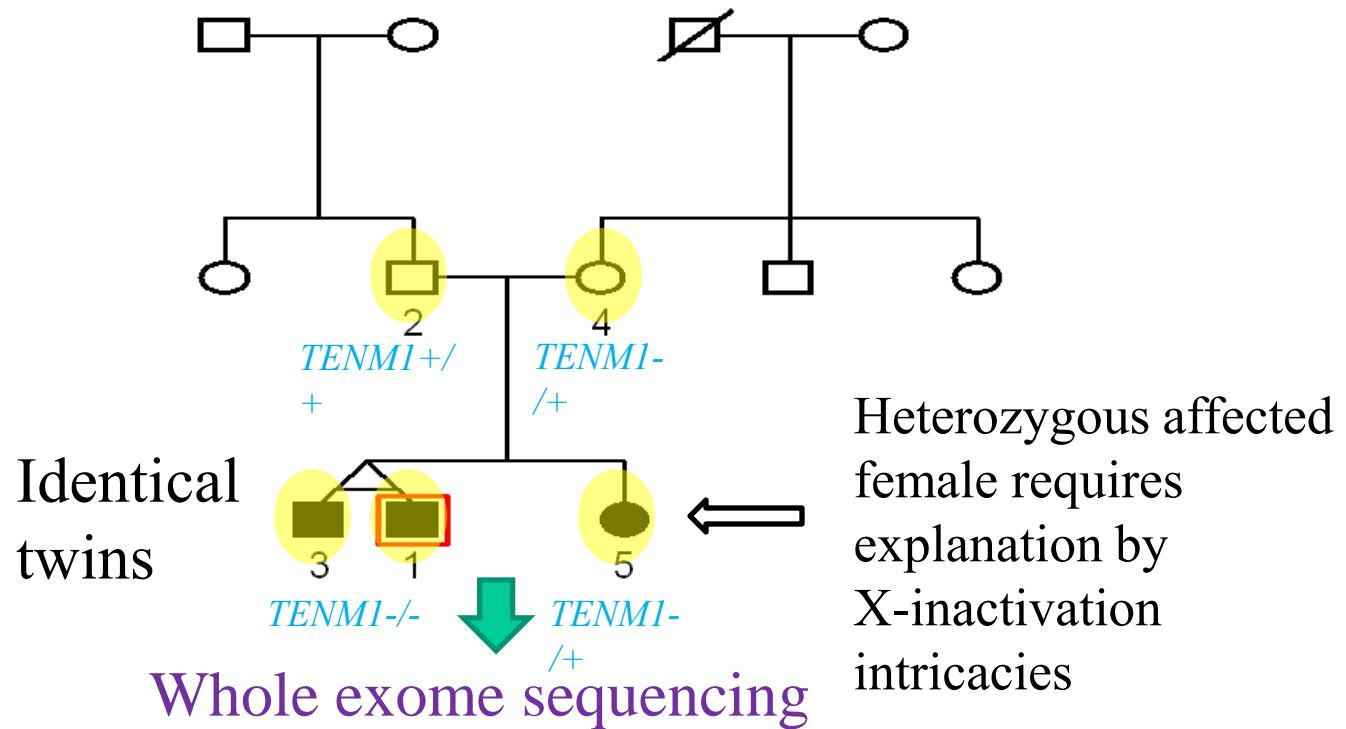 2
4
TENM1+/
+
TENM1-
/+
Identical
twins
3
1
5
TENM1-/-
TENM1-
/+
Heterozygous affected
female requires
explanation by
X-inactivation
intricacies
Whole exome sequencing